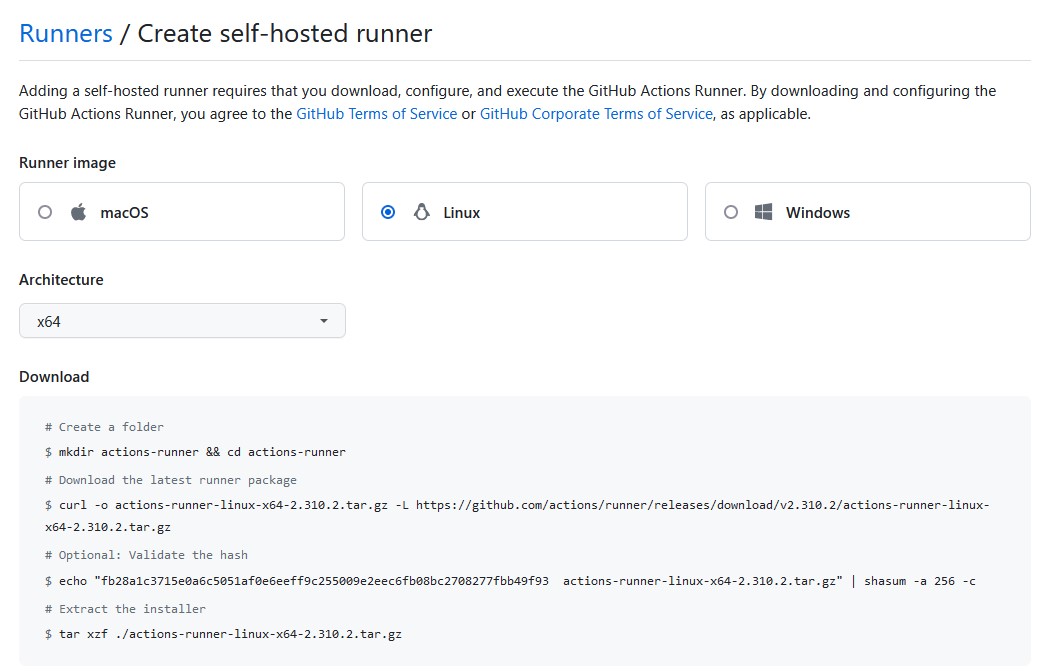 Runners / Create self-hosted runner
Adding a self-hosted runner requires that you download, configure, and execute the GitHub Actions Runner. By downloading and configuring the
GitHub Actions Runner, you agree to the GitHub Terms of Service or GitHub Corporate Terms of Service, as applicable.
Runner image
macOS
Linux
Windows
Architecture
x64
Download
# Create a folder
$ mkdir actions-runner && cd actions-runner
# Download the latest runner package
$ curl -o actions-runner-linux-x64-2.310.2.tar.gz -L https://github.com/actions/runner/releases/download/v2.310.2/actions-runner-linux-
x64-2.310.2.tar.gz
# Optional: Validate the hash
$ echo "fb28a1c3715e0a6c5051af0e6eeff9c255009e2eec6fb08bc2708277fbb49f93  actions-runner-linux-x64-2.310.2.tar.gz" | shasum -a 256 -c
# Extract the installer
$ tar xzf ./actions-runner-linux-x64-2.310.2.tar.gz